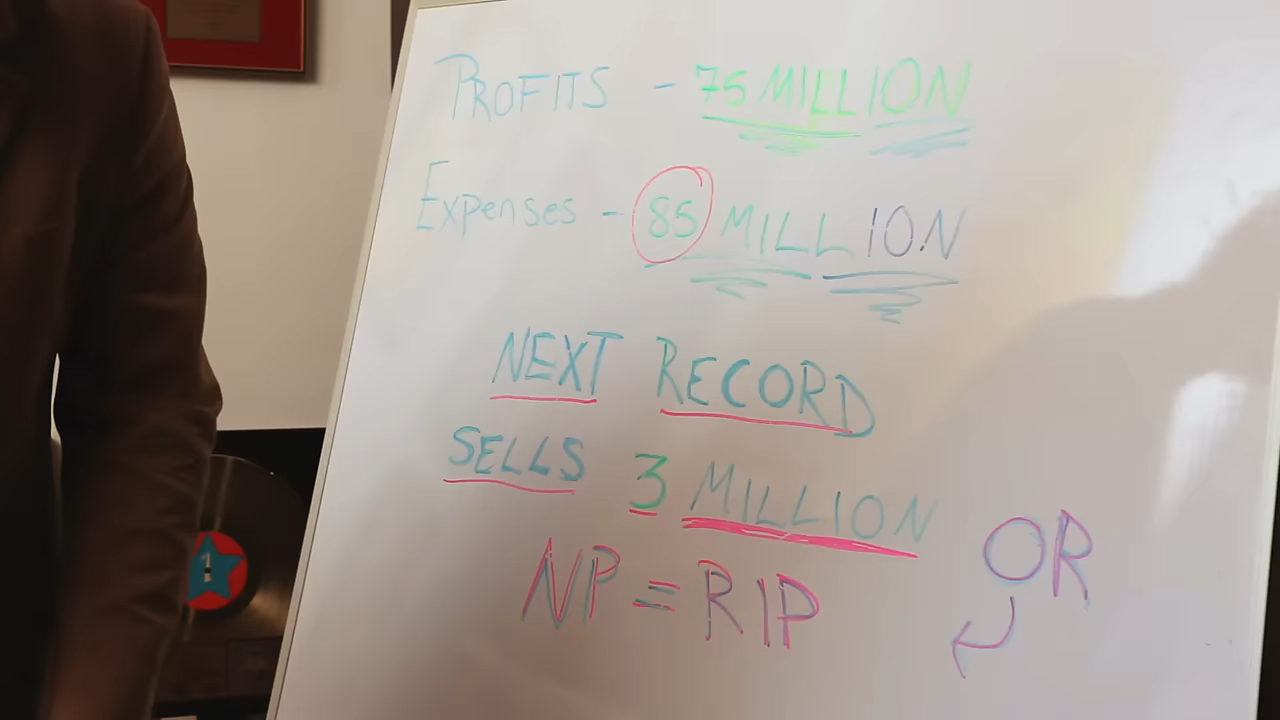 PROFITS - 75 MILLION
Expenses - 85 MILLION
NEXT RECORD
SELLS 3 MILLION
OR
NP = RIP